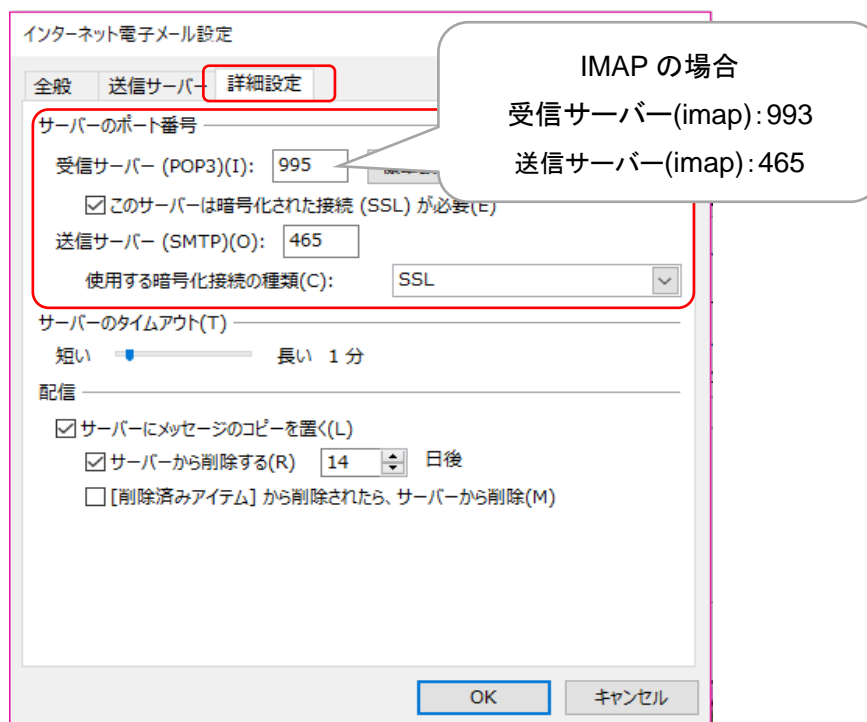 インターネット電子メール設定
全般
送信サーバー
詳細設定
IMAP の場合
受信サーバー(imap):993
送信サーバー(imap):465
サーバーのポート番号
受信サーバー (POP3)(I): 995
このサーバーは暗号化された接続 (SSL) が必要(E)
送信サーバー (SMTP)(O): 465
使用する暗号化接続の種類(C): SSL
サーバーのタイムアウト(T)
短い 長い 1 分
配信
サーバーにメッセージのコピーを置く(L)
サーバーから削除する(R) 14 日後
[削除済みアイテム] から削除されたら、サーバーから削除(M)
OK キャンセル